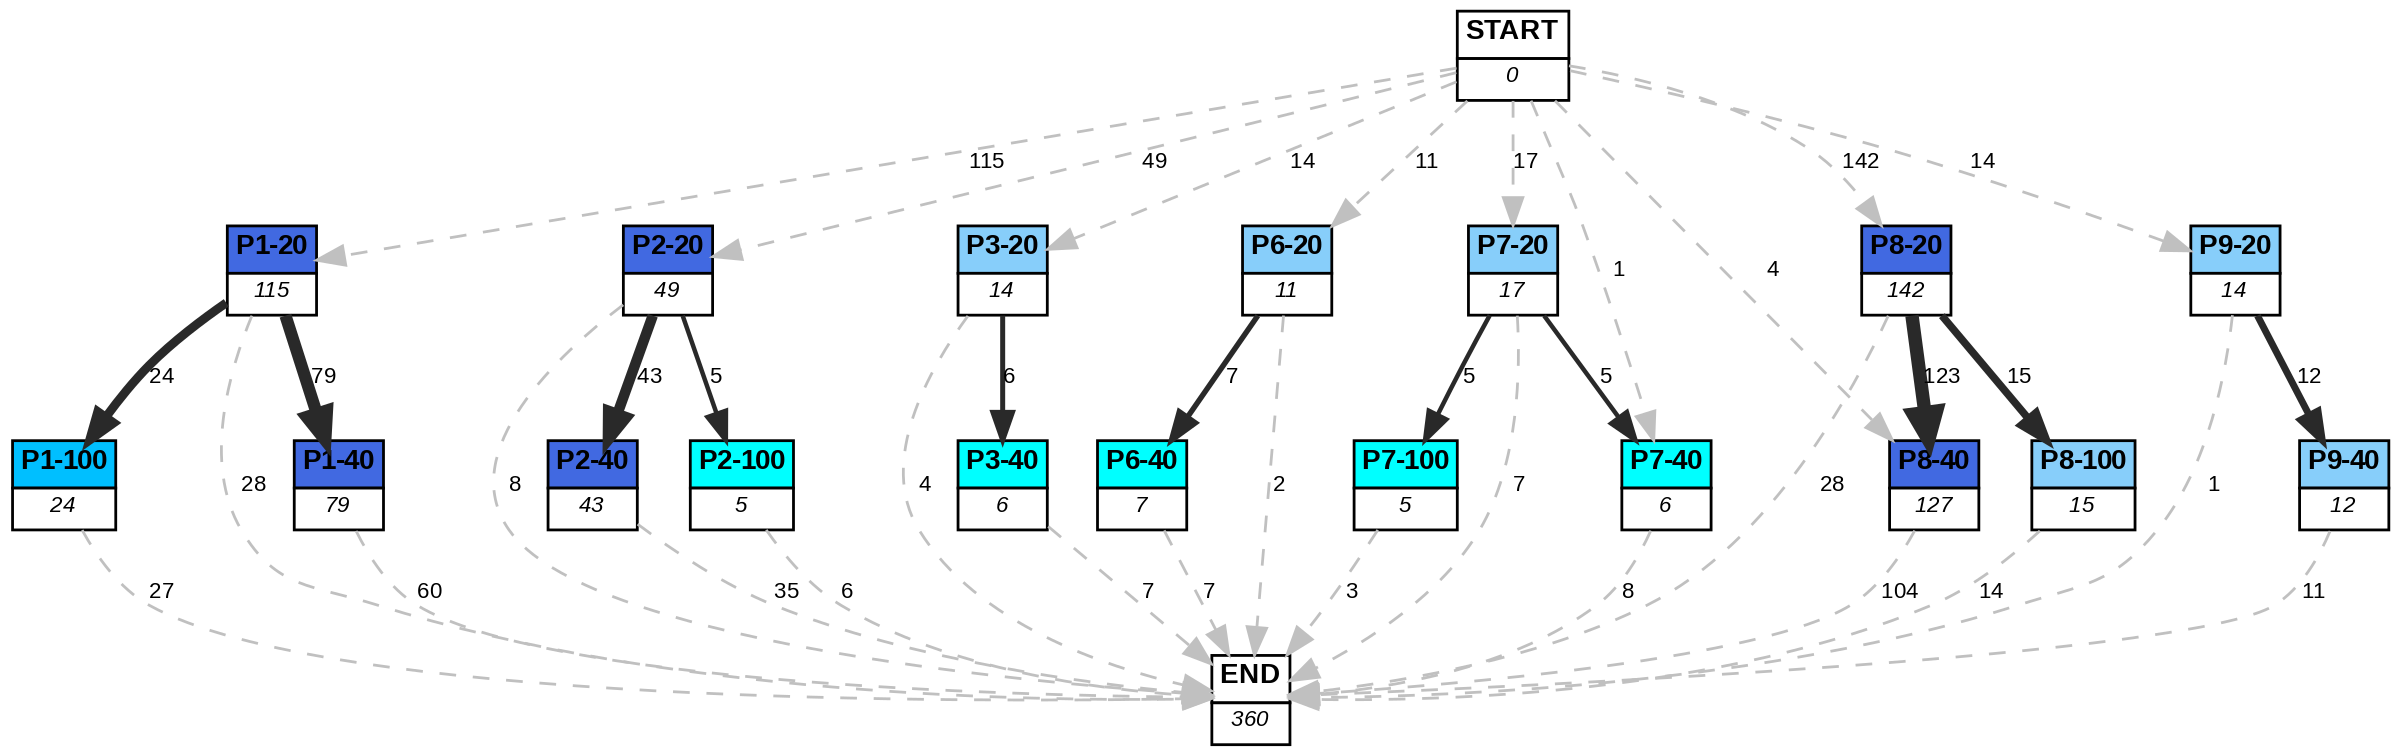 START
0
115
49
14
11
17
142
14
P1-20
115
P2-20
49
P3-20
14
P6-20
11
P7-20
17
1
4
P8-20
142
P9-20
14
24
79
43
5
6
7
5
5
123
15
12
P1-100
24
28
P1-40
79
8
P2-40
43
P2-100
5
4
P3-40
6
P6-40
7
2
P7-100
5
7
P7-40
6
28
P8-40
127
P8-100
15
1
P9-40
12
27
60
35
6
7
7
3
8
104
14
11
END
360